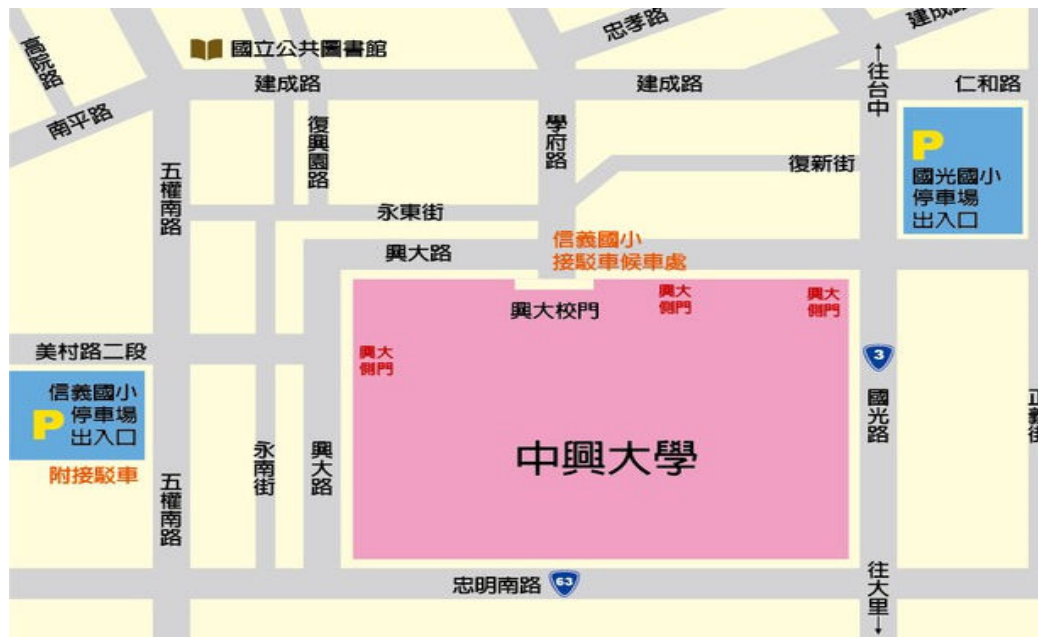 高院路
南平路
國立公共圖書館
忠孝路
建成路
建成路
建成路
↑往台中
仁和路
復興園路
學府路
復新街
P
國光國小
停車場
出入口
五權南路
永東街
興大路
信義國小
接駁車候車處
興大校門
興大
側門
興大
側門
興大
側門
美村路二段
信義國小
P
停車場
出入口
附接駁車
3
國光路
正義街
中興大學
永南街
興大路
五權南路
忠明南路
63
往大里↓